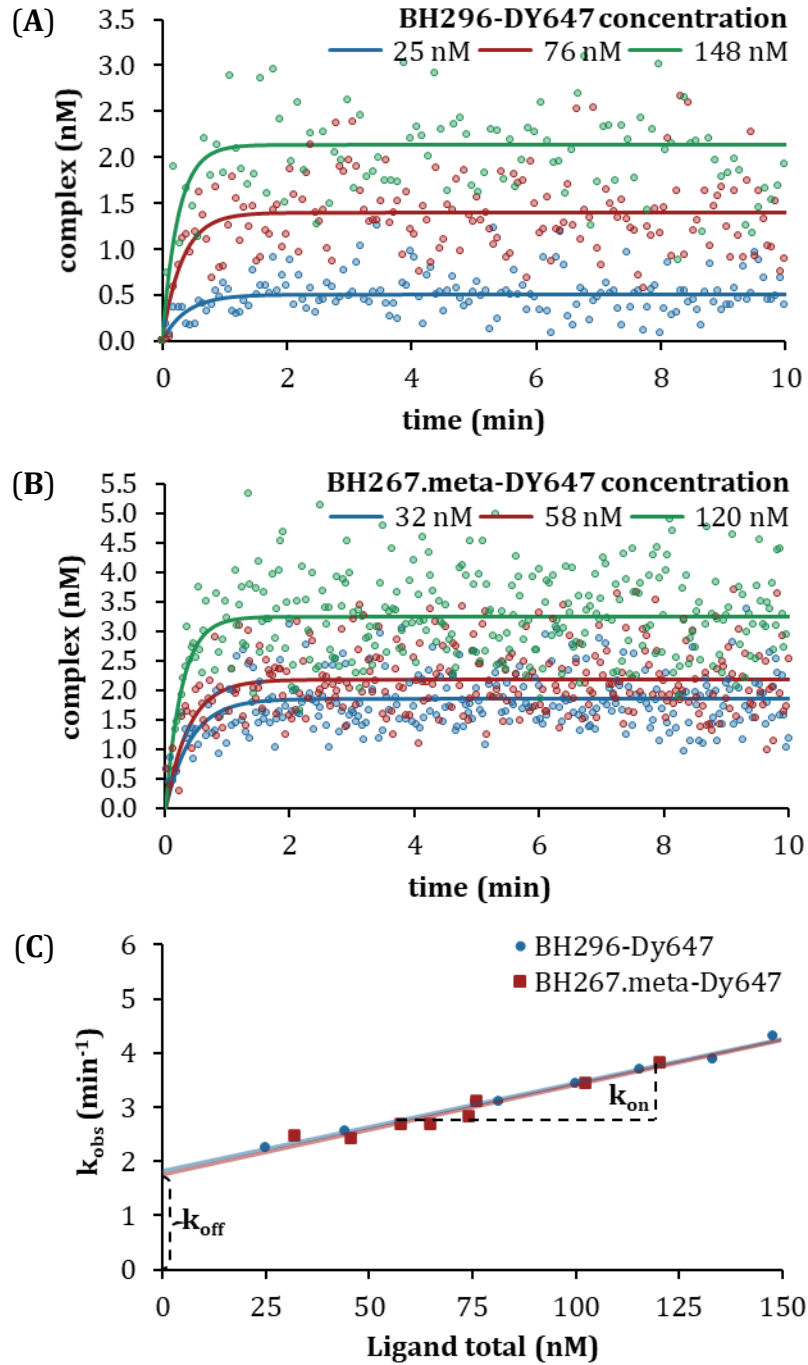 (A)
BH296-DY647 concentration
25 nM 76 nM 148 nM
3.5
3.0
2.5
2.0
1.5
1.0
0.5
0.0
complex (nM)
0 2 4 6 8 10
time (min)
(B)
BH267.meta-DY647 concentration
32 nM 58 nM 120 nM
5.5
5.0
4.5
4.0
3.5
3.0
2.5
2.0
1.5
1.0
0.5
0.0
complex (nM)
0 2 4 6 8 10
time (min)
(C)
BH296-Dy647
BH267.meta-Dy647
6
5
4
3
2
1
0
kobs (min-1)
kon
koff
0 25 50 75 100 125 150
Ligand total (nM)